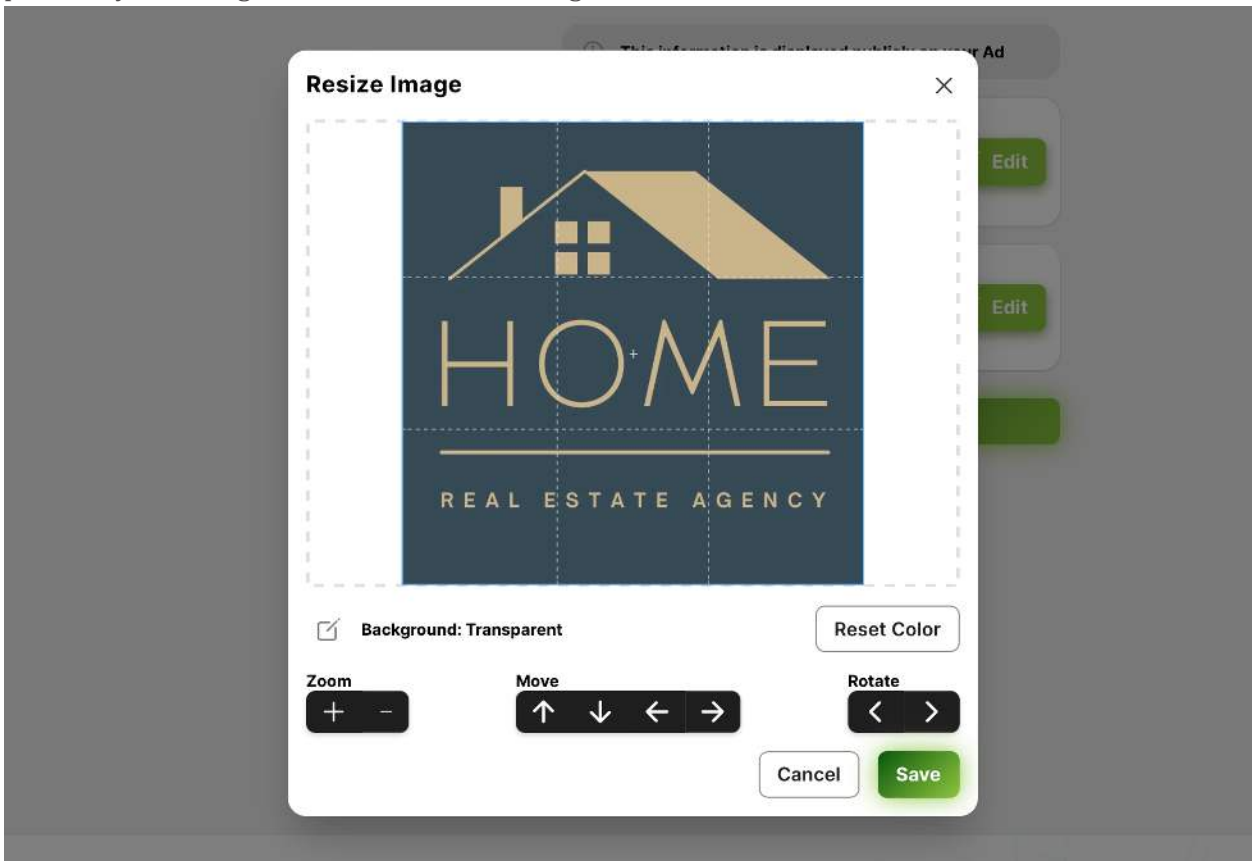 This information is displayed publicly on your Ad
Resize Image
Edit
Edit
HOME
REAL ESTATE AGENCY
Background: Transparent
Reset Color
Zoom
Move
Rotate
Cancel
Save